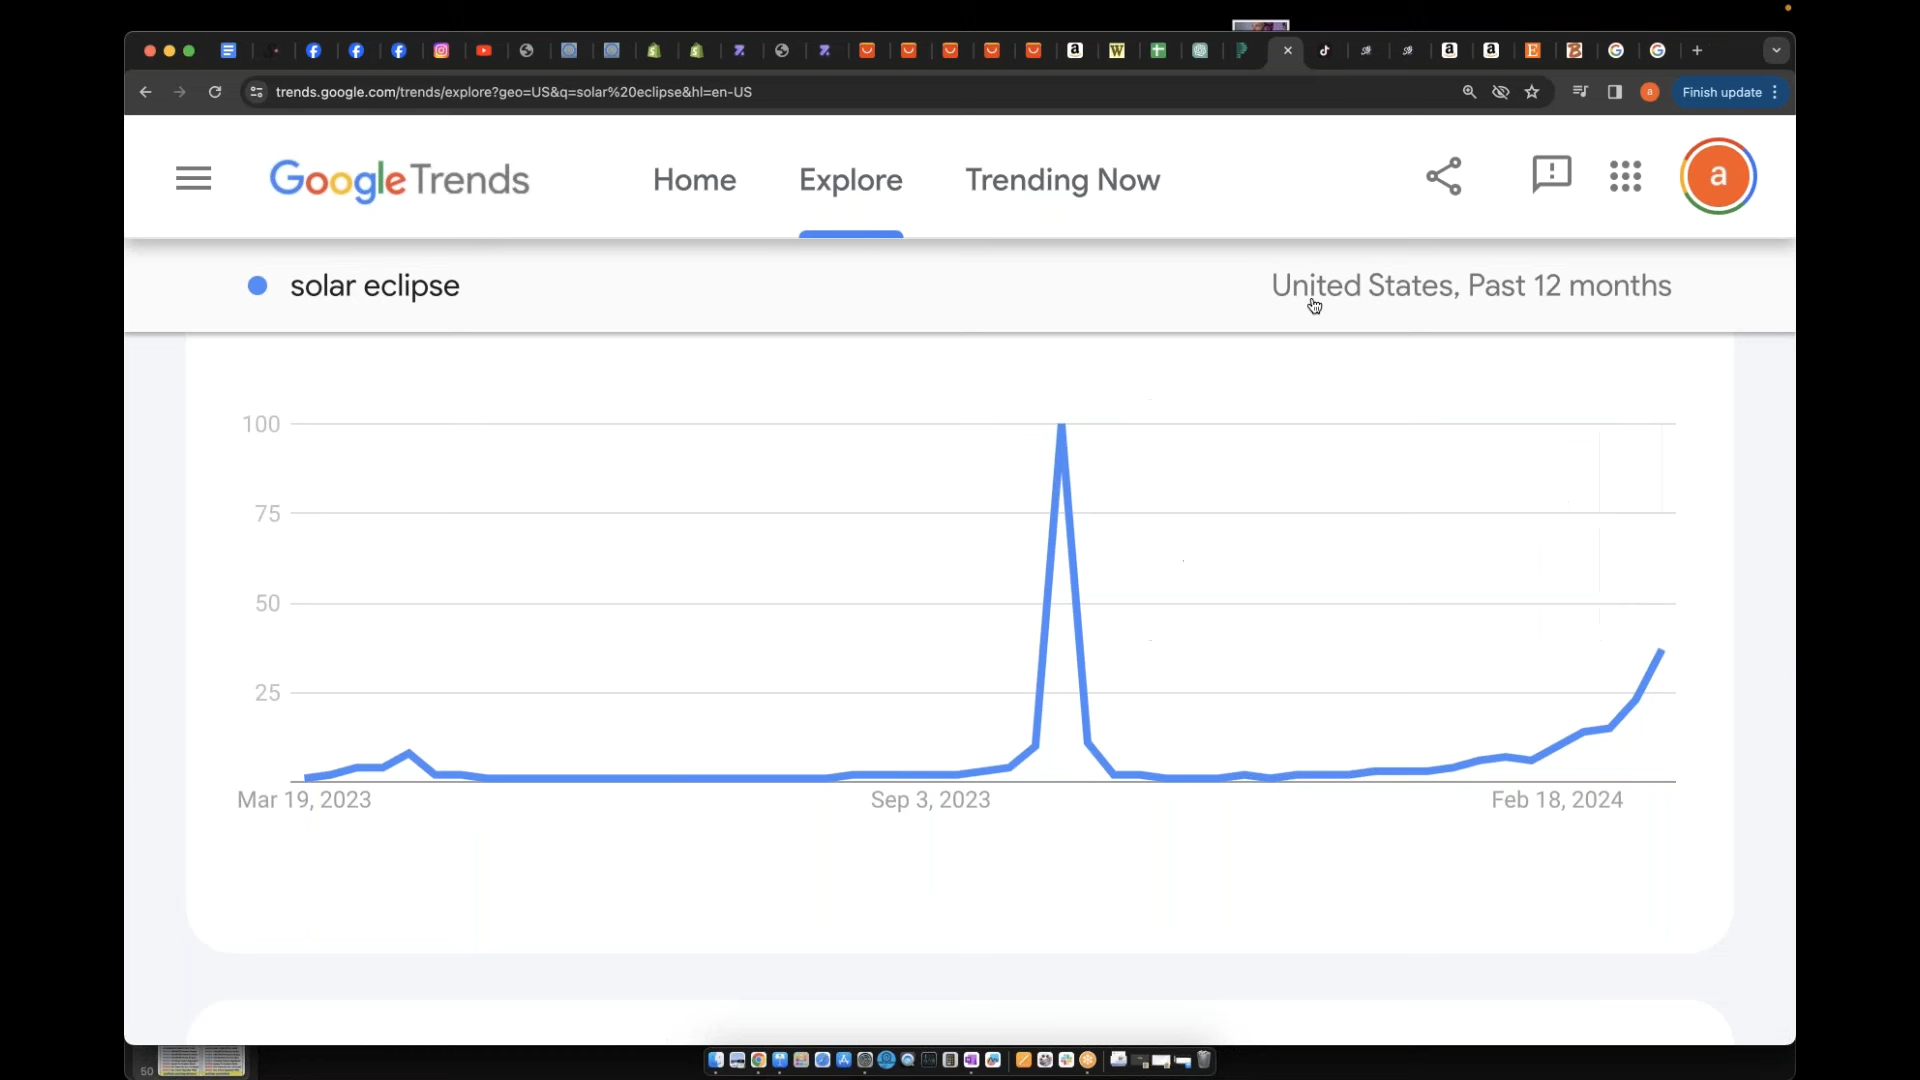 trends.google.com/trends/explore?geo=US&q=solar%20eclipse&hl=en-US
a
Finish update
Google Trends
Home
Explore
Trending Now
a
solar eclipse
United States, Past 12 months
100
75
50
25
Mar 19, 2023
Sep 3, 2023
Feb 18, 2024
50